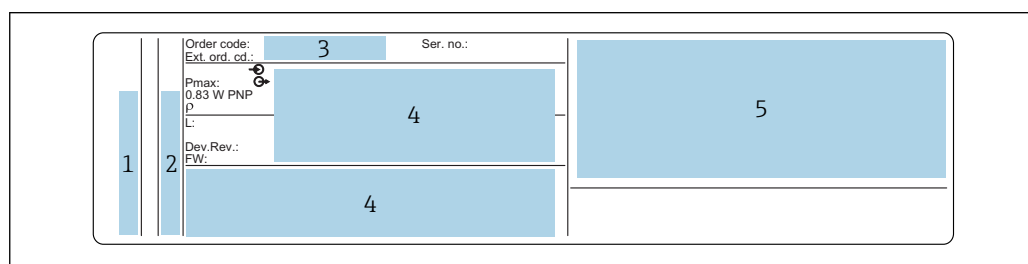 Order code:
Ext. ord. cd.:
3
Ser. no.:
Pmax:
0.83 W PNP
ρ
L:
Dev.Rev.:
FW:
4
1
2
4
5